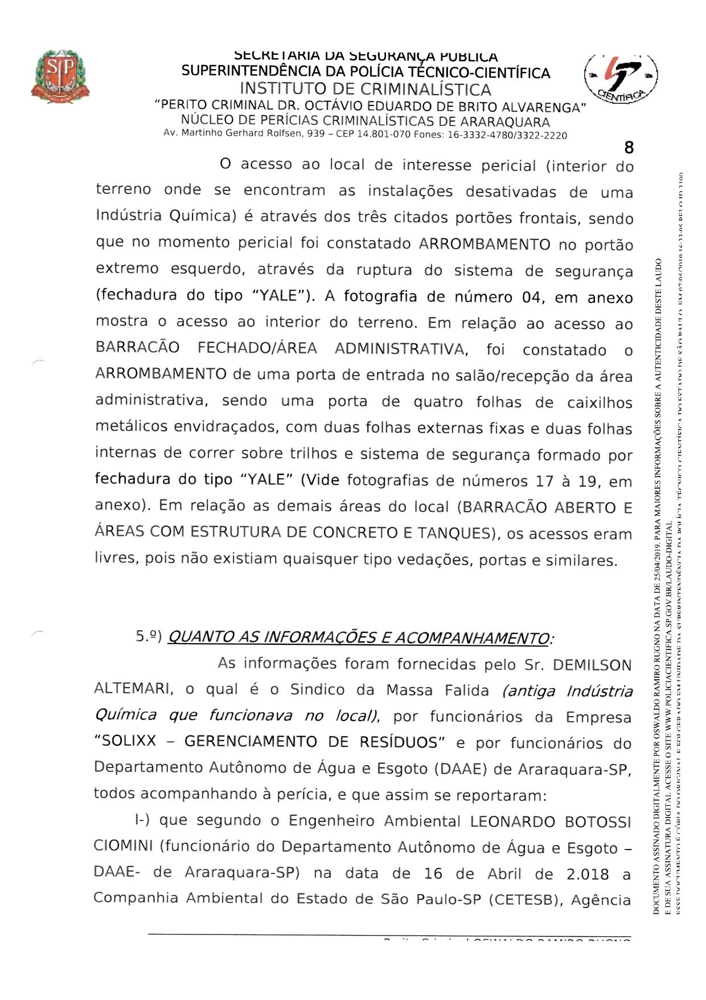 SECRETARIA DA SEGURANÇA PÚBLICA
SUPERINTENDÊNCIA DA POLÍCIA TÉCNICO-CIENTÍFICA
INSTITUTO DE CRIMINALÍSTICA
“PERITO CRIMINAL DR. OCTÁVIO EDUARDO DE BRITO ALVARENGA”
NÚCLEO DE PERÍCIAS CRIMINALÍSTICAS DE ARARAQUARA
Av. Martinho Gerhard Rolfsen, 939 – CEP 14.801-070 Fones: 16-3332-4780/3322-2220
SP
CIENTÍFICA
8
O acesso ao local de interesse pericial (interior do
terreno onde se encontram as instalações desativadas de uma
Indústria Química) é através dos três citados portões frontais, sendo
que no momento pericial foi constatado ARROMBAMENTO no portão
extremo esquerdo, através da ruptura do sistema de segurança
(fechadura do tipo “YALE”). A fotografia de número 04, em anexo
mostra o acesso ao interior do terreno. Em relação ao acesso ao
BARRACÃO FECHADO/ÁREA ADMINISTRATIVA, foi constatado o
ARROMBAMENTO de uma porta de entrada no salão/recepção da área
administrativa, sendo uma porta de quatro folhas de caixilhos
metálicos envidraçados, com duas folhas externas fixas e duas folhas
internas de correr sobre trilhos e sistema de segurança formado por
fechadura do tipo “YALE” (Vide fotografias de números 17 à 19, em
anexo). Em relação as demais áreas do local (BARRACÃO ABERTO E
ÁREAS COM ESTRUTURA DE CONCRETO E TANQUES), os acessos eram
livres, pois não existiam quaisquer tipo vedações, portas e similares.
5.º) QUANTO AS INFORMAÇÕES E ACOMPANHAMENTO:
As informações foram fornecidas pelo Sr. DEMILSON
ALTEMARI, o qual é o Sindico da Massa Falida (antiga Indústria
Química que funcionava no local), por funcionários da Empresa
“SOLIXX – GERENCIAMENTO DE RESÍDUOS” e por funcionários do
Departamento Autônomo de Água e Esgoto (DAAE) de Araraquara-SP,
todos acompanhando à perícia, e que assim se reportaram:
I-) que segundo o Engenheiro Ambiental LEONARDO BOTOSSI
CIOMINI (funcionário do Departamento Autônomo de Água e Esgoto –
DAAE- de Araraquara-SP) na data de 16 de Abril de 2.018 a
Companhia Ambiental do Estado de São Paulo-SP (CETESB), Agência
Perito Criminal OSWALDO RAMIRO RUGNO
DOCUMENTO ASSINADO DIGITALMENTE POR OSWALDO RAMIRO RUGNO NA DATA DE 25/04/2019. PARA MAIORES INFORMAÇÕES SOBRE A AUTENTICIDADE DESTE LAUDO
E DE SUA ASSINATURA DIGITAL ACESSE O SITE WWW.POLICIACIENTIFICA.SP.GOV.BR/LAUDO-DIGITAL
ESSE DOCUMENTO É CÓPIA DO ORIGINAL E FOI GERADO EM UNIDADE DA SUPERINTENDÊNCIA DA POLÍCIA TÉCNICO CIENTÍFICA DO ESTADO DE SÃO PAULO, EM 07/05/2019